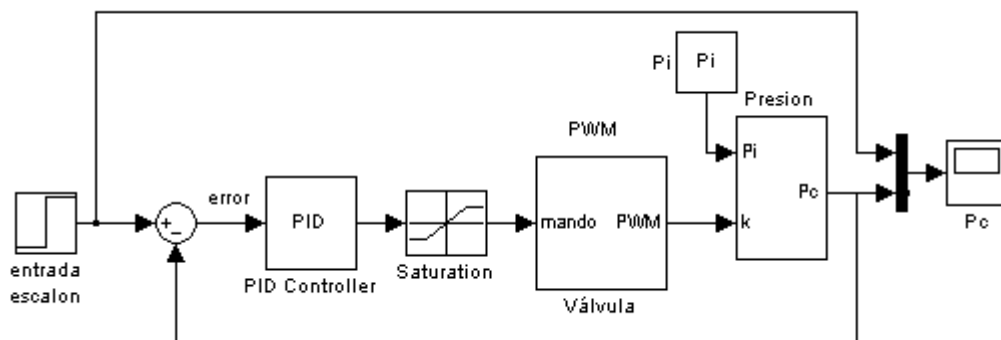 Pi
Pi
Presion
PWM
Pi
Pc
k
error
PID
mando
PWM
entrada
escalon
PID Controller
Saturation
Válvula
Pc
+
−